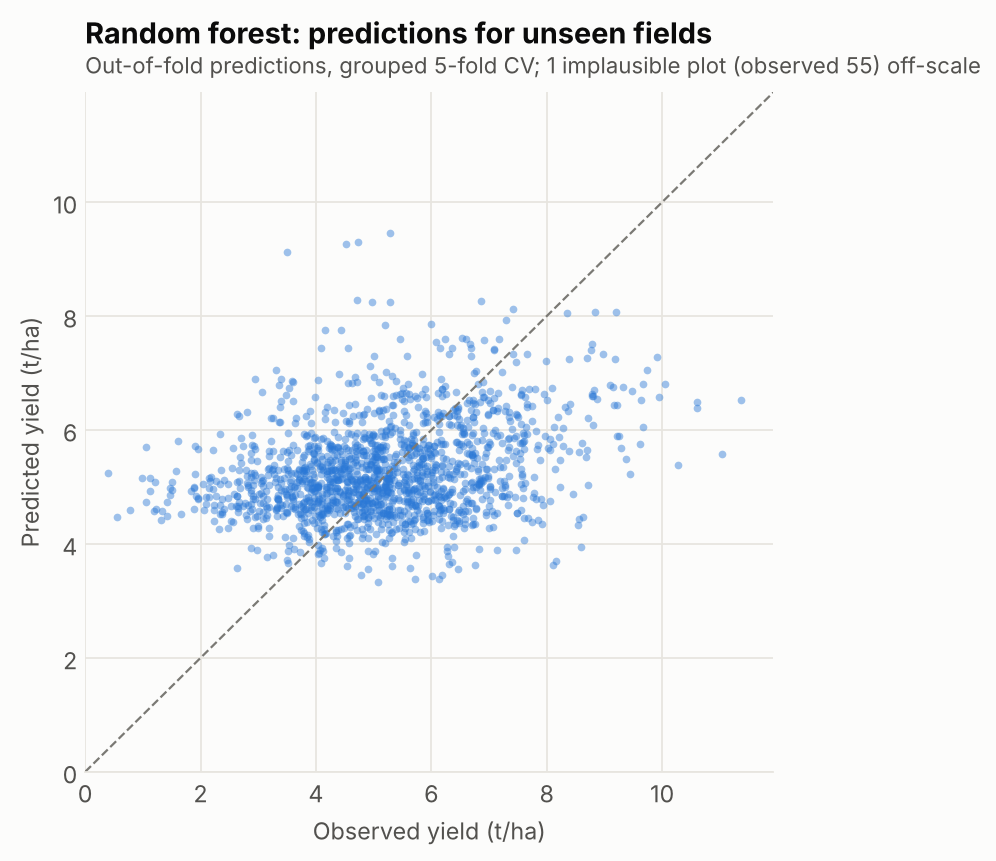 Random forest: predictions for unseen fields
Out-of-fold predictions, grouped 5-fold CV; 1 implausible plot (observed 55) off-scale
Predicted yield (t/ha)
10
8
6
4
2
0
0 2 4 6 8 10
Observed yield (t/ha)